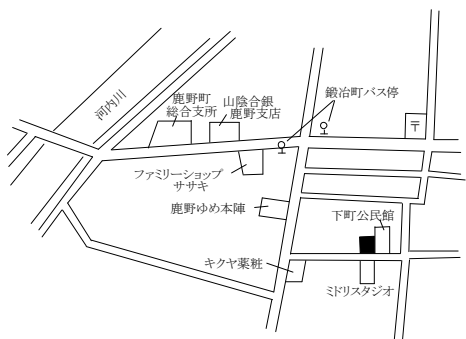 河内川
鹿野町
総合支所
山陰合銀
鹿野支店
鍛冶町バス停
〒
ファミリーショップ
ササキ
鹿野ゆめ本陣
下町公民館
キクヤ薬粧
ミドリスタジオ